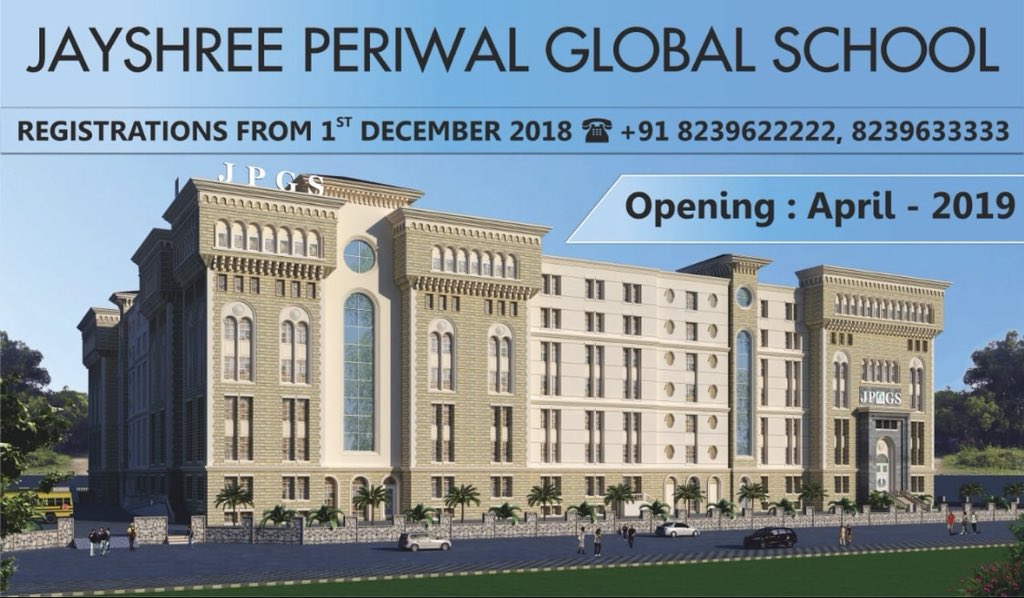 JAYSHREE PERIWAL GLOBAL SCHOOL
REGISTRATIONS FROM 1ST DECEMBER 2018 ☎ +91 8239622222, 8239633333
Opening : April - 2019
JPGS
JPGS